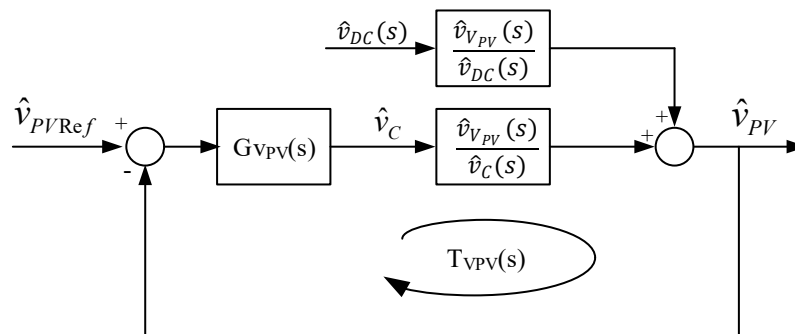 v̂_DC(s)
v̂_V_PV(s)
v̂_DC(s)
v̂_PVRef
+
-
Gv_PV(s)
v̂_C
v̂_V_PV(s)
v̂_C(s)
+
+
v̂_PV
T_VPV(s)